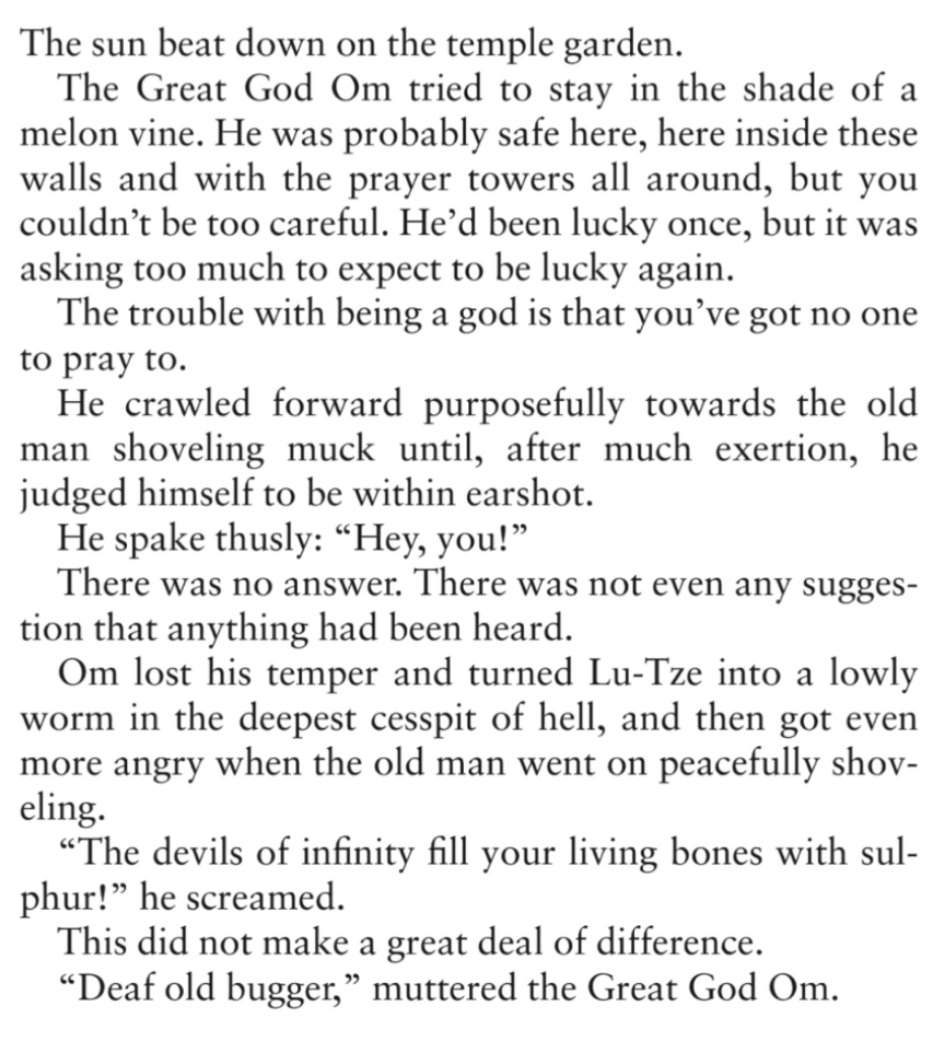 The sun beat down on the temple garden.
The Great God Om tried to stay in the shade of a
melon vine. He was probably safe here, here inside these
walls and with the prayer towers all around, but you
couldn’t be too careful. He’d been lucky once, but it was
asking too much to expect to be lucky again.
The trouble with being a god is that you’ve got no one
to pray to.
He crawled forward purposefully towards the old
man shoveling muck until, after much exertion, he
judged himself to be within earshot.
He spake thusly: “Hey, you!”
There was no answer. There was not even any sugges-
tion that anything had been heard.
Om lost his temper and turned Lu-Tze into a lowly
worm in the deepest cesspit of hell, and then got even
more angry when the old man went on peacefully shov-
eling.
“The devils of infinity fill your living bones with sul-
phur!” he screamed.
This did not make a great deal of difference.
“Deaf old bugger,” muttered the Great God Om.